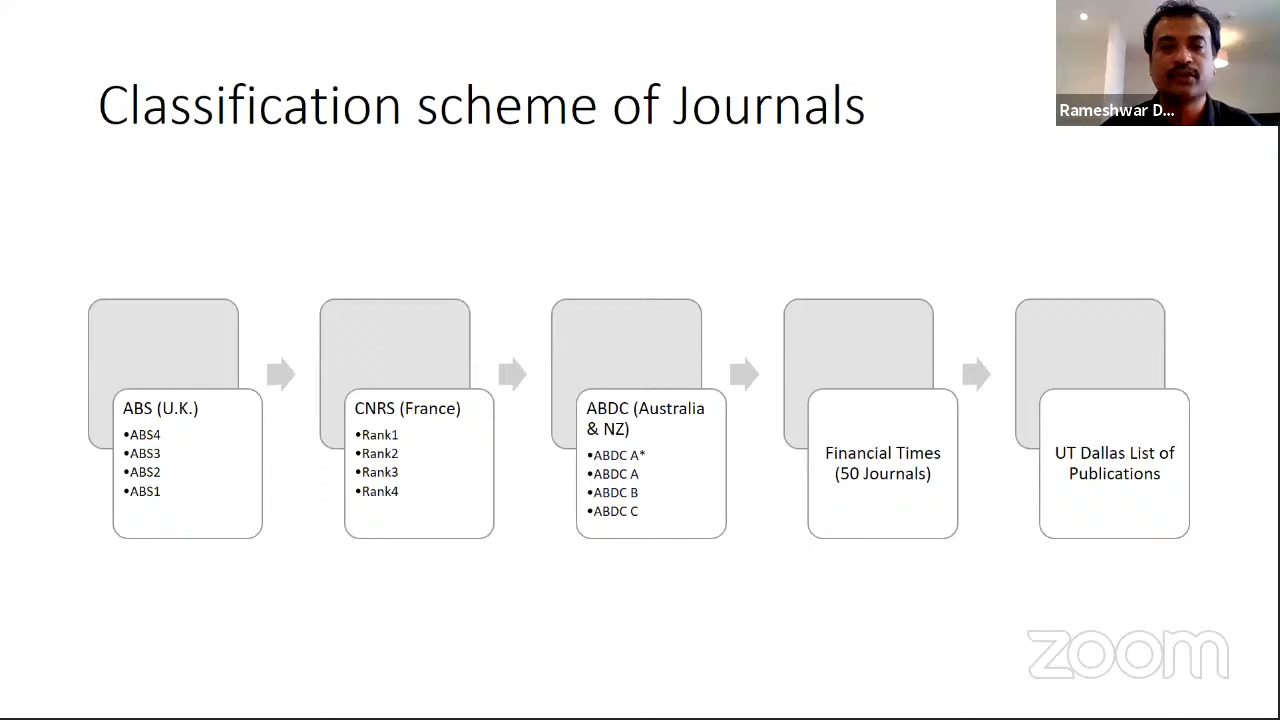 Classification scheme of Journals
Rameshwar D...
ABS (U.K.)
•ABS4
•ABS3
•ABS2
•ABS1
CNRS (France)
•Rank1
•Rank2
•Rank3
•Rank4
ABDC (Australia
& NZ)
•ABDC A*
•ABDC A
•ABDC B
•ABDC C
Financial Times
(50 Journals)
UT Dallas List of
Publications
zoom